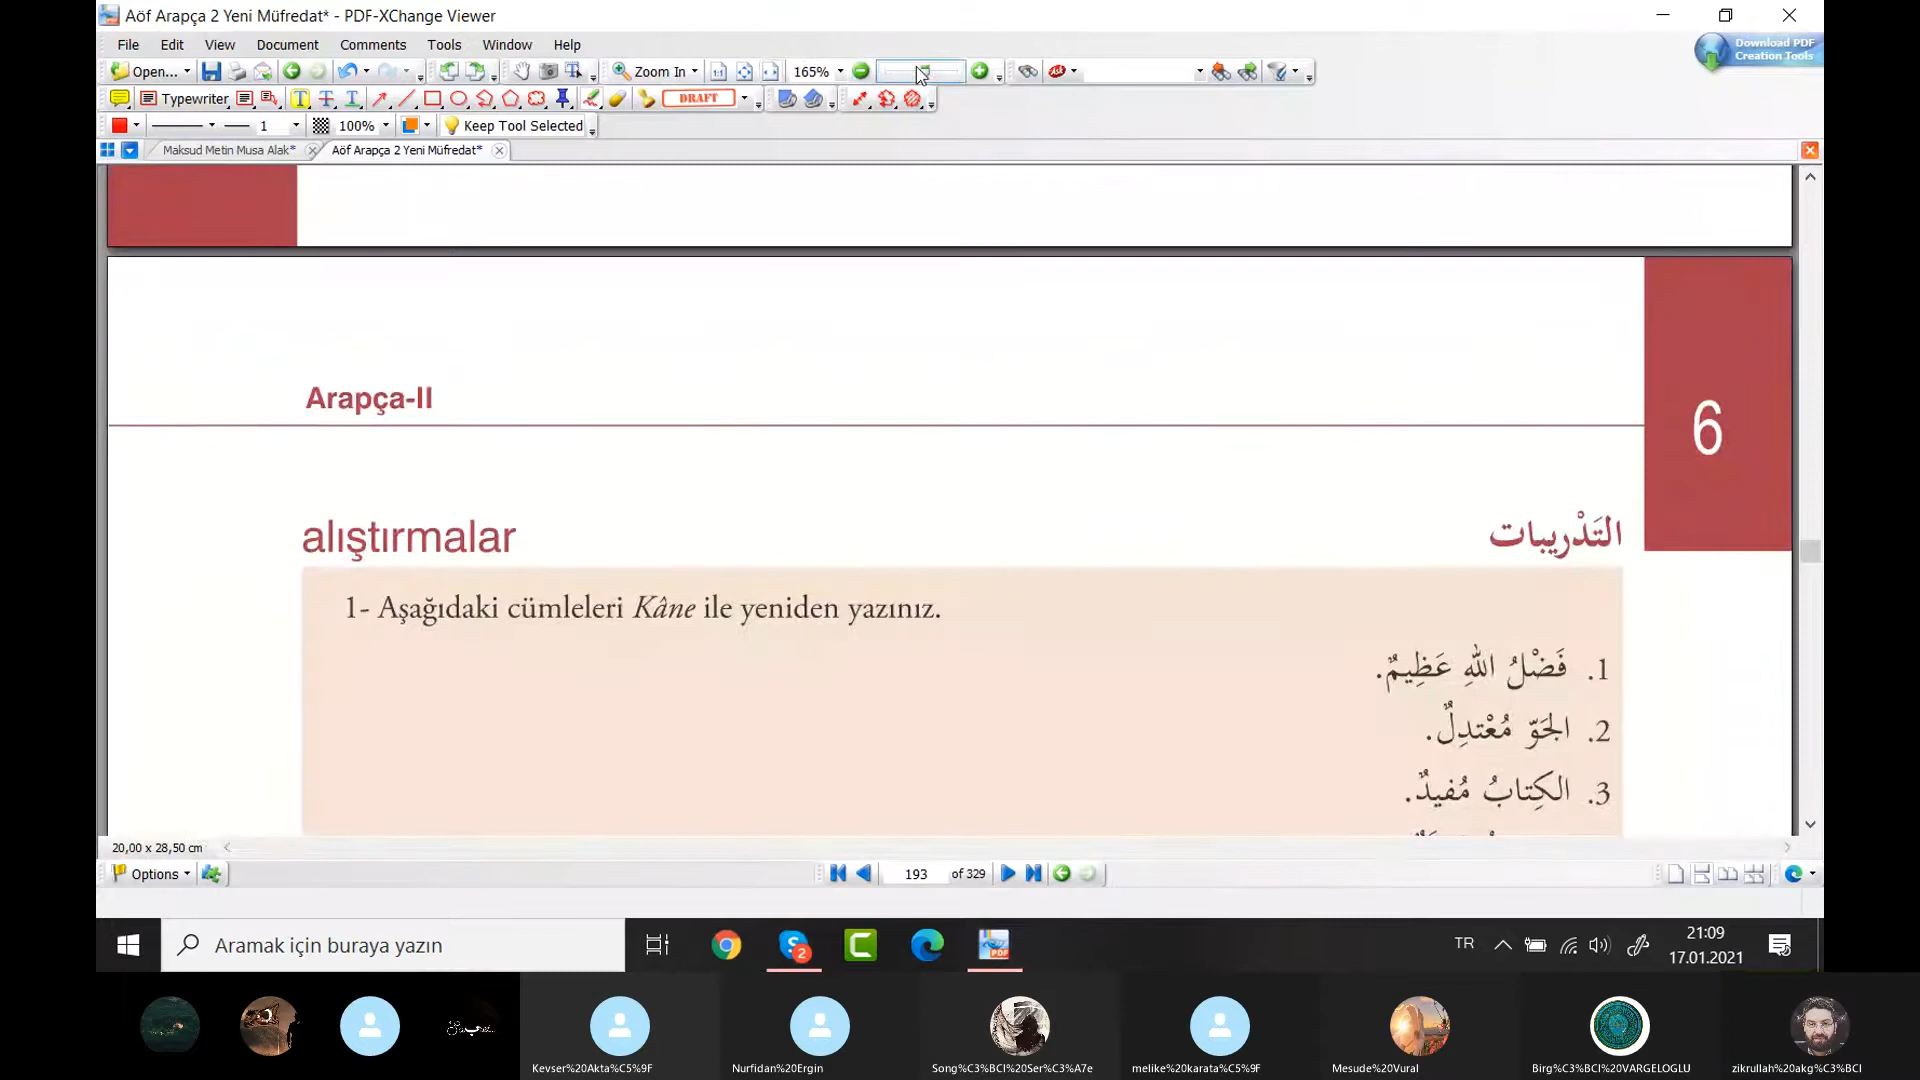 Aöf Arapça 2 Yeni Müfredat* - PDF-XChange Viewer
File Edit View Document Comments Tools Window Help
Download PDF
Creation Tools
Open... Zoom In 165%
Typewriter DRAFT
1 100% Keep Tool Selected
Maksud Metin Musa Alak* Aöf Arapça 2 Yeni Müfredat*
Arapça-II
6
alıştırmalar
التَدْرِيبات
1- Aşağıdaki cümleleri Kâne ile yeniden yazınız.
1. فَضْلُ اللهِ عَظِيمٌ.
2. الجَوّ مُعْتدِلٌ.
3. الكِتابُ مُفيدٌ.
20,00 x 28,50 cm
Options 193 of 329
Aramak için buraya yazın
2
PDF
TR
21:09
17.01.2021
Kevser%20Akta%C5%9F
Nurfidan%20Ergin
Song%C3%BCl%20Ser%C3%A7e
melike%20karata%C5%9F
Mesude%20Vural
Birg%C3%BCl%20VARGELOGLU
zikrullah%20akg%C3%BCl